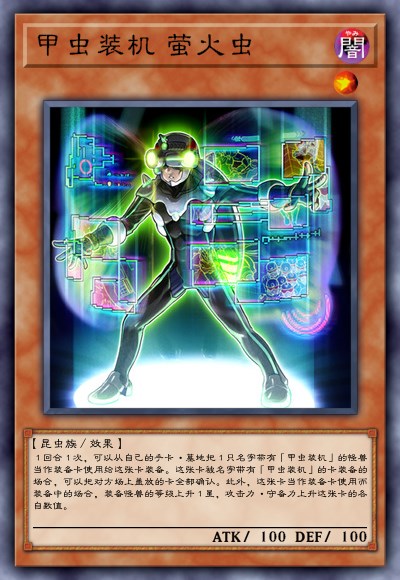 甲虫装机 萤火虫
やみ
闇
【昆虫族/效果】
1回合1次，可以从自己的手卡·墓地把1只名字带有「甲虫装机」的怪兽
当作装备卡使用给这张卡装备。这张卡被名字带有「甲虫装机」的卡装备的
场合，可以把对方场上盖放的卡全部确认。此外，这张卡当作装备卡使用而
装备中的场合，装备怪兽的等级上升1星，攻击力·守备力上升这张卡的各
自数值。
ATK/ 100 DEF/ 100